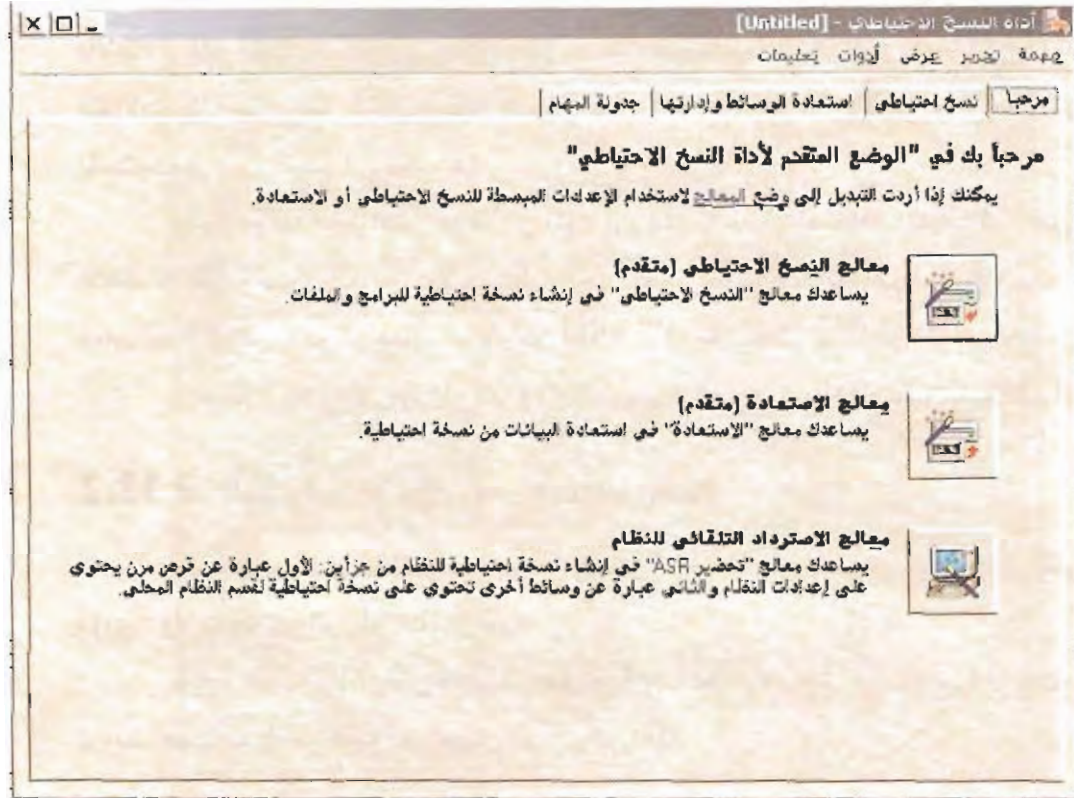 أداة النسخ الاحتياطي - [Untitled]
مهمة تحرير عرض أدوات تعليمات
مرحباً نسخ احتياطي استعادة الوسائط وإدارتها جدولة المهام
مرحباً بك في "الوضع المتقدم لأداة النسخ الاحتياطي"
يمكنك إذا أردت التبديل إلى وضع المعالج لاستخدام الإعدادات المبسطة للنسخ الاحتياطي أو الاستعادة.
معالج النسخ الاحتياطي (متقدم)
يساعدك معالج "النسخ الاحتياطي" في إنشاء نسخة احتياطية للبرامج والملفات.
معالج الاستعادة (متقدم)
يساعدك معالج "الاستعادة" في استعادة البيانات من نسخة احتياطية.
معالج الاسترداد التلقائي للنظام
يساعدك معالج "تحضير ASR" في إنشاء نسخة احتياطية للنظام من جزأين: الأول عبارة عن قرص مرن يحتوي
على إعدادات النظام والثاني عبارة عن وسائط أخرى تحتوي على نسخة احتياطية لقسم النظام المحلي.